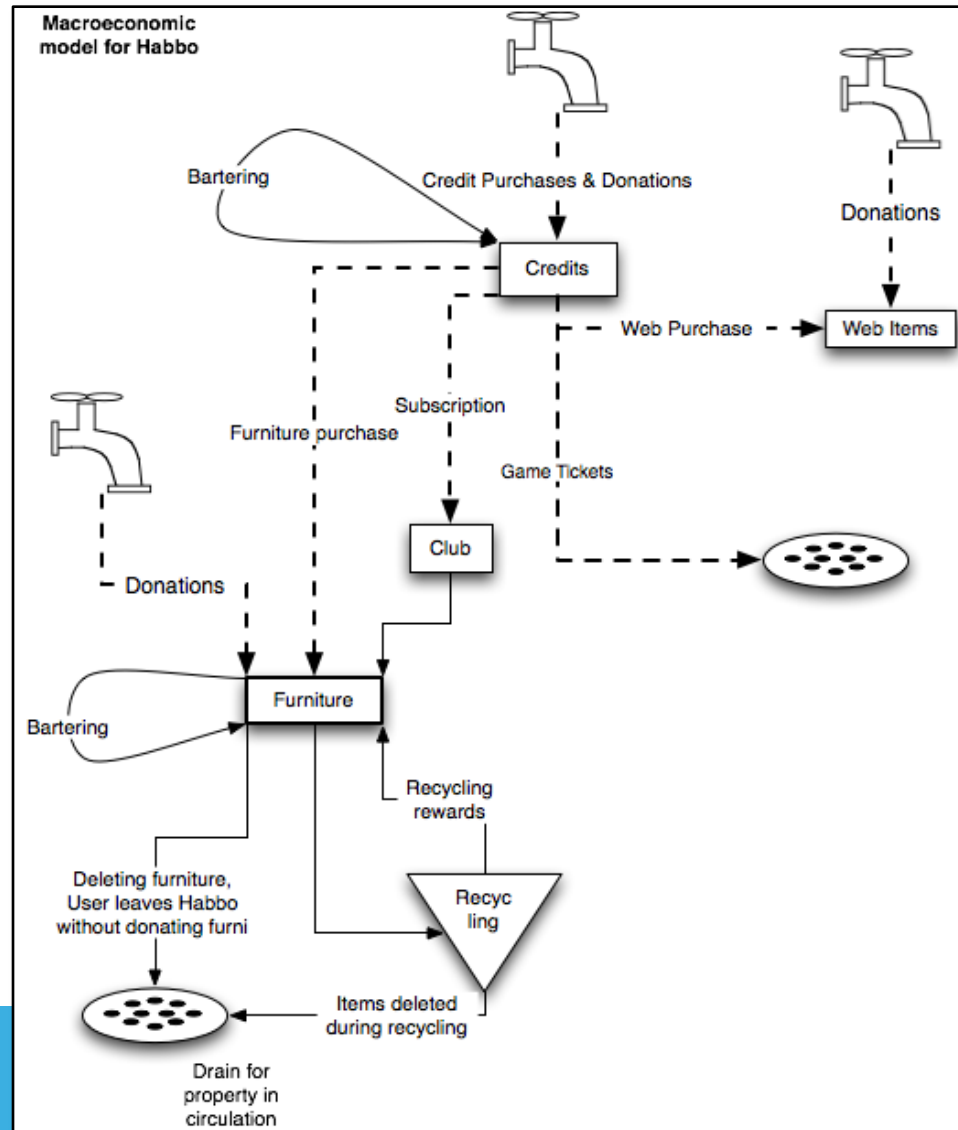 Macroeconomic
model for Habbo
Bartering
Credit Purchases & Donations
Donations
Credits
Web Purchase
Web Items
Subscription
Furniture purchase
Game Tickets
Club
Donations
Furniture
Bartering
Recycling
rewards
Deleting furniture,
User leaves Habbo
without donating furni
Recyc
ling
Items deleted
during recycling
Drain for
property in
circulation